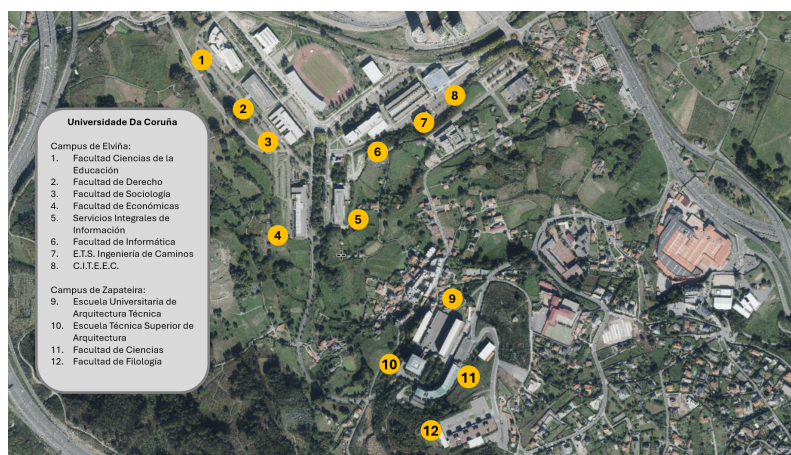 Universidade Da Coruña
Campus de Elviña:
1. Facultad Ciencias de la
Educación
2. Facultad de Derecho
3. Facultad de Sociología
4. Facultad de Económicas
5. Servicios Integrales de
Información
6. Facultad de Informática
7. E.T.S. Ingeniería de Caminos
8. C.I.T.E.E.C.
Campus de Zapateira:
9. Escuela Universitaria de
Arquitectura Técnica
10. Escuela Técnica Superior de
Arquitectura
11. Facultad de Ciencias
12. Facultad de Filología
1
2
3
4
5
6
7
8
9
10
11
12